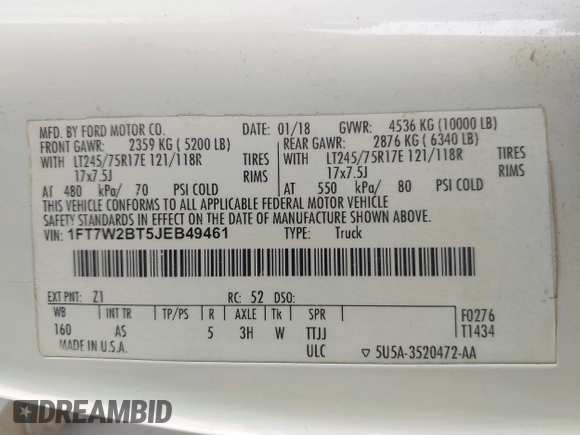 MFD. BY FORD MOTOR CO. DATE: 01/18 GVWR: 4536 KG (10000 LB)
FRONT GAWR: 2359 KG ( 5200 LB) REAR GAWR: 2876 KG ( 6340 LB)
WITH LT245/75R17E 121/118R TIRES WITH LT245/75R17E 121/118R TIRES
17x7.5J RIMS 17x7.5J RIMS
AT 480 kPa/ 70 PSI COLD AT 550 kPa/ 80 PSI COLD
THIS VEHICLE CONFORMS TO ALL APPLICABLE FEDERAL MOTOR VEHICLE
SAFETY STANDARDS IN EFFECT ON THE DATE OF MANUFACTURE SHOWN ABOVE.
VIN: 1FT7W2BT5JEB49461 TYPE: Truck
EXT PNT: Z1 RC: 52 DSO:
WB INT TR TP/PS R AXLE Tk SPR F0276
160 AS 5 3H W TTJJ T1434
MADE IN U.S.A. ULC ▽ 5U5A-3520472-AA
FOR SALE HISTORY